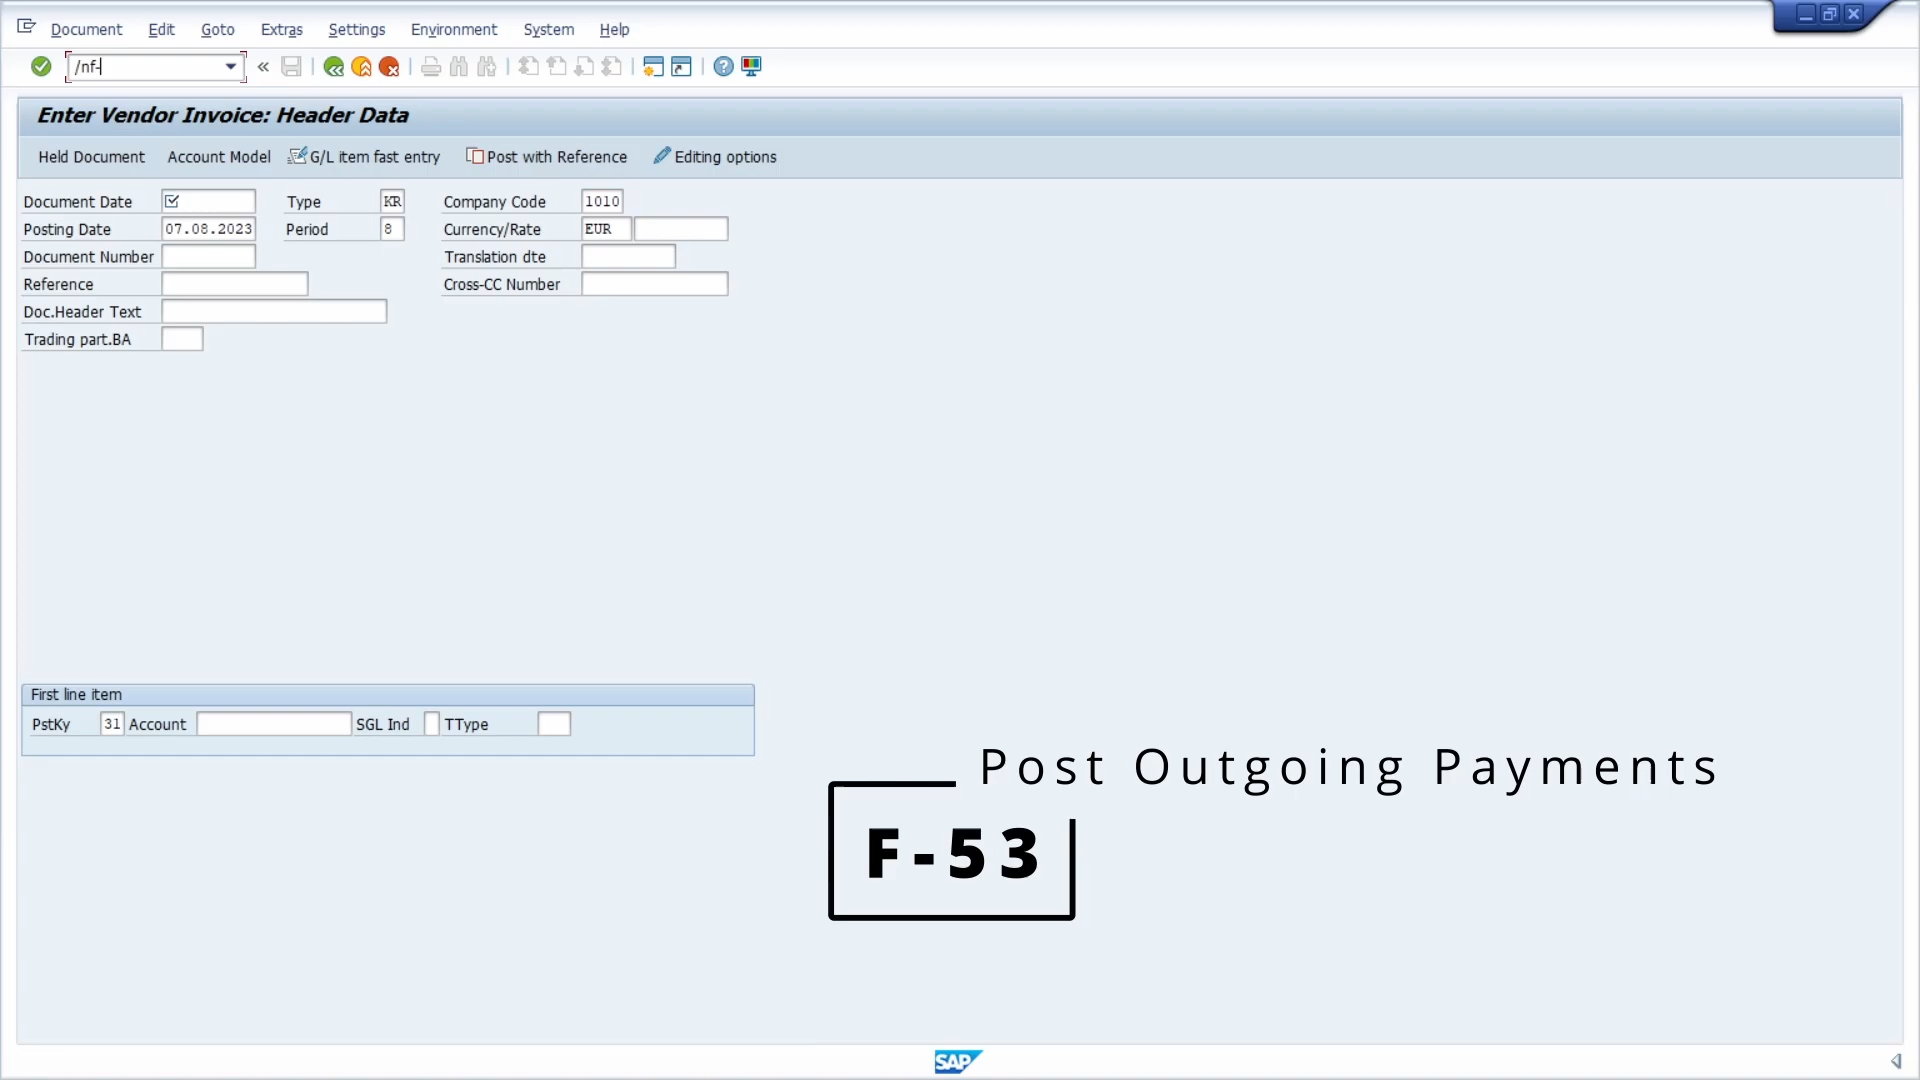 Document Edit Goto Extras Settings Environment System Help
/nf-
Enter Vendor Invoice: Header Data
Held Document Account Model G/L item fast entry Post with Reference Editing options
Document Date Type KR Company Code 1010
Posting Date 07.08.2023 Period 8 Currency/Rate EUR
Document Number Translation dte
Reference Cross-CC Number
Doc.Header Text
Trading part.BA
First line item
PstKy 31 Account SGL Ind TType
Post Outgoing Payments
F-53
SAP